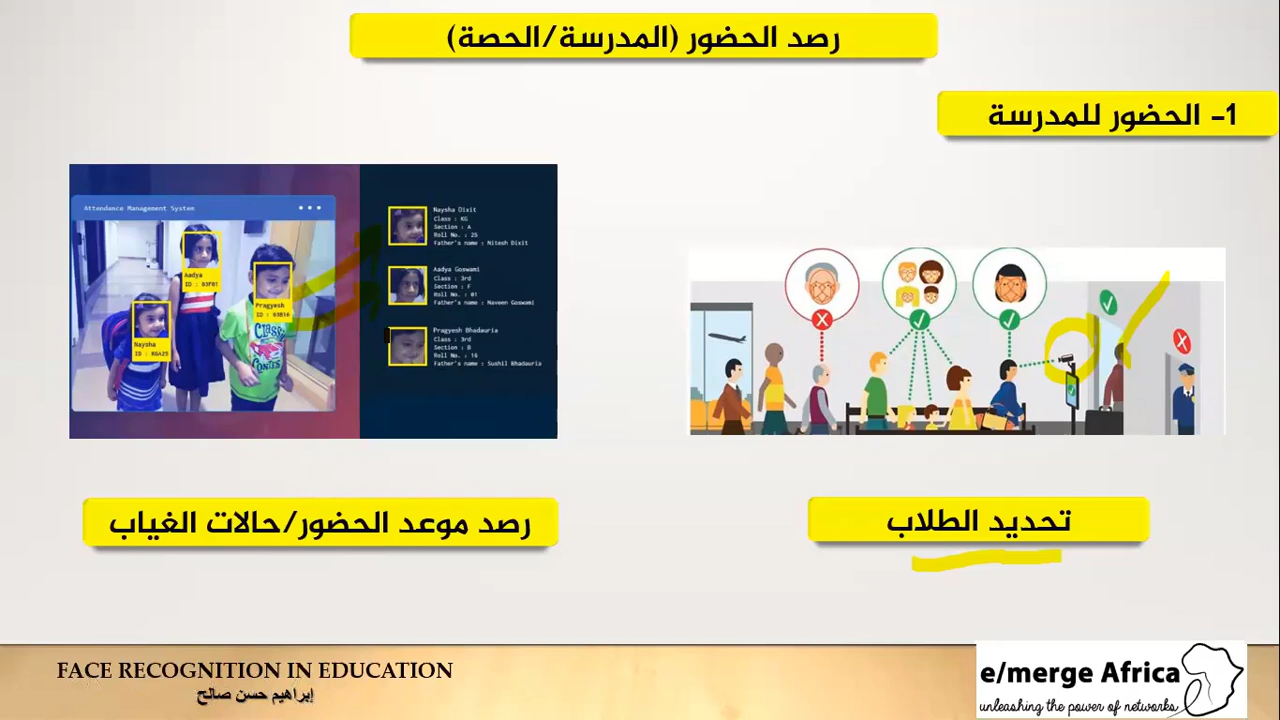 رصد الحضور (المدرسة/الحصة)
1- الحضور للمدرسة
Attendance Management System
Aadya
ID : 03F01
Pragyesh
ID : 03B16
Naysha
ID : KGA25
Naysha Dixit
Class : KG
Section : A
Roll No. : 25
Father's name : Nitesh Dixit
Aadya Goswami
Class : 3rd
Section : F
Roll No. : 01
Father's name : Naveen Goswami
Pragyesh Bhadauria
Class : 3rd
Section : B
Roll No. : 16
Father's name : Sushil Bhadauria
تحديد الطلاب
رصد موعد الحضور/حالات الغياب
FACE RECOGNITION IN EDUCATION
إبراهيم حسن صالح
e/merge Africa
unleashing the power of networks